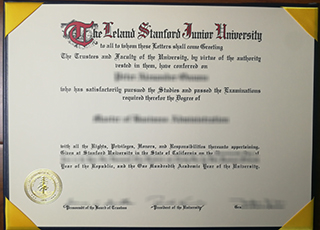 The Leland Stanford Junior University
to all to whom these Letters shall come Greeting
The Trustees and Faculty of the University, by virtue of the authority
vested in them, have conferred on
who has satisfactorily pursued the Studies and passed the Examinations
required therefor the Degree of
Master of Business Administration
with all the Rights, Privileges, Honors, and Responsibilities thereunto appertaining.
Given at Stanford University in the State of California on
Year of the Republic, and the One Hundredth Academic Year of the University.
President of the Board of Trustees
President of the University